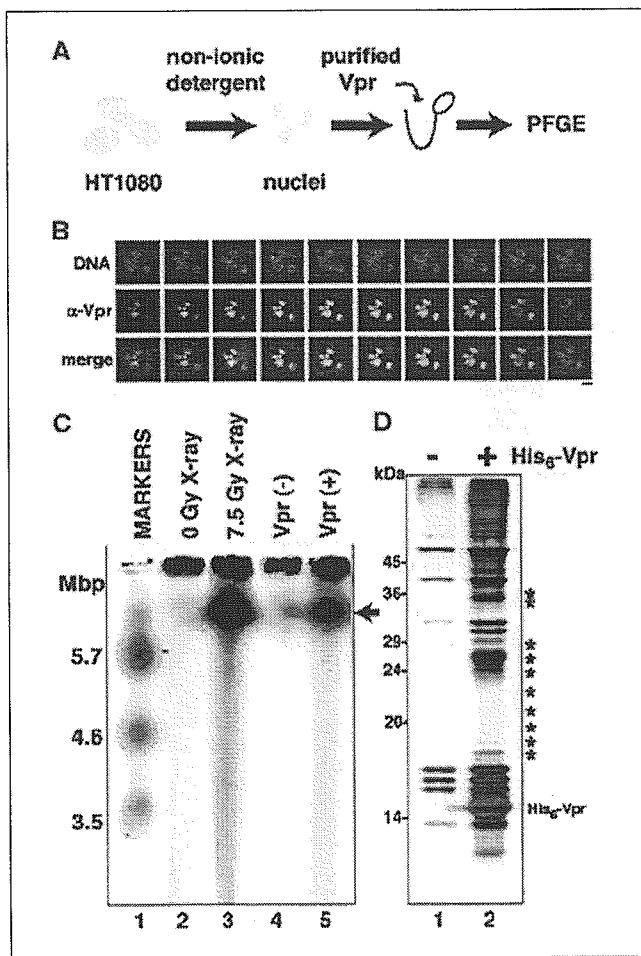 A
non-ionic
detergent
purified
Vpr
PFGE
HT1080
nuclei
B
DNA
α-Vpr
merge
C
MARKERS
0 Gy X-ray
7.5 Gy X-ray
Vpr (-)
Vpr (+)
Mbp
5.7
4.6
3.5
1 2 3 4 5
D
- + His6-Vpr
kDa
45
36
29
24
20
14
*
*
*
*
*
*
*
*
*
*
His6-Vpr
1 2